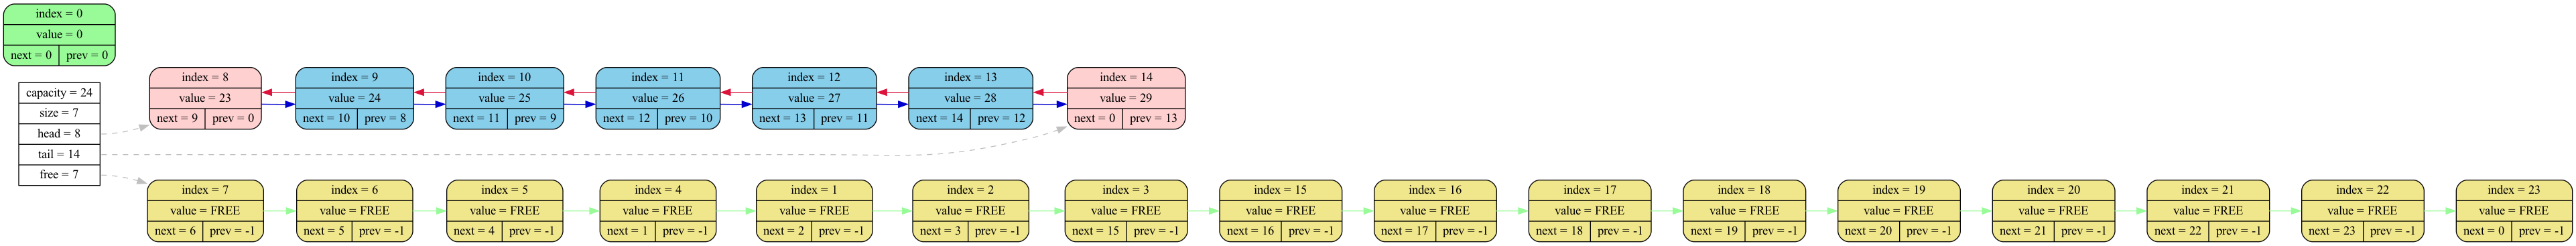 index = 0
value = 0
next = 0 prev = 0
capacity = 24
size = 7
head = 8
tail = 14
free = 7
index = 8
value = 23
next = 9 prev = 0
index = 9
value = 24
next = 10 prev = 8
index = 10
value = 25
next = 11 prev = 9
index = 11
value = 26
next = 12 prev = 10
index = 12
value = 27
next = 13 prev = 11
index = 13
value = 28
next = 14 prev = 12
index = 14
value = 29
next = 0 prev = 13
index = 7
value = FREE
next = 6 prev = -1
index = 6
value = FREE
next = 5 prev = -1
index = 5
value = FREE
next = 4 prev = -1
index = 4
value = FREE
next = 1 prev = -1
index = 1
value = FREE
next = 2 prev = -1
index = 2
value = FREE
next = 3 prev = -1
index = 3
value = FREE
next = 15 prev = -1
index = 15
value = FREE
next = 16 prev = -1
index = 16
value = FREE
next = 17 prev = -1
index = 17
value = FREE
next = 18 prev = -1
index = 18
value = FREE
next = 19 prev = -1
index = 19
value = FREE
next = 20 prev = -1
index = 20
value = FREE
next = 21 prev = -1
index = 21
value = FREE
next = 22 prev = -1
index = 22
value = FREE
next = 23 prev = -1
index = 23
value = FREE
next = 0 prev = -1